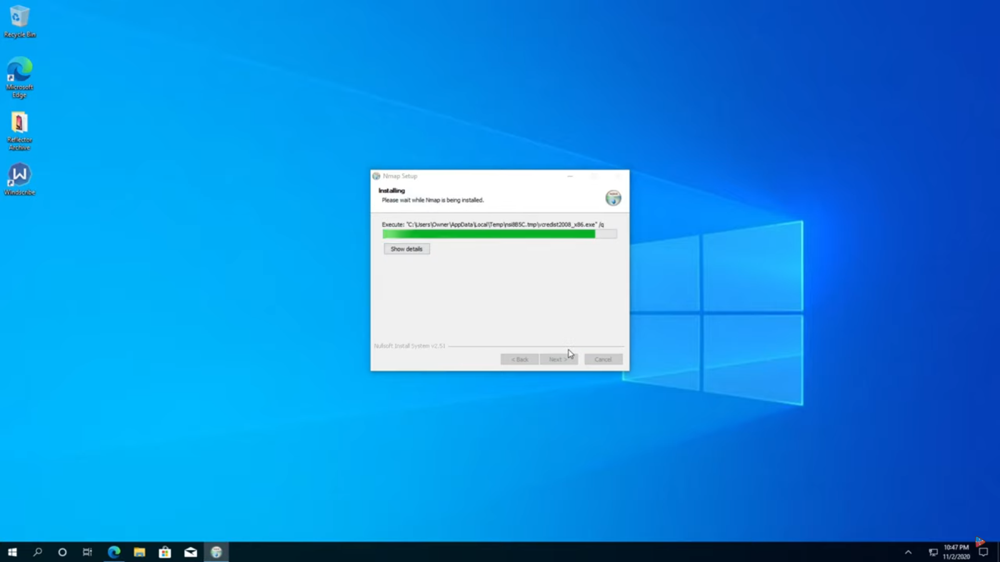 Recycle Bin
Microsoft
Edge
Reflector
Archive
Windscribe
Nmap Setup
Installing
Please wait while Nmap is being installed.
Execute: "C:\Users\Owner\AppData\Local\Temp\nsi8B5C.tmp\vcredist2008_x86.exe" /q
Show details
Nullsoft Install System v2.51
< Back
Next >
Cancel
10:47 PM
11/2/2020